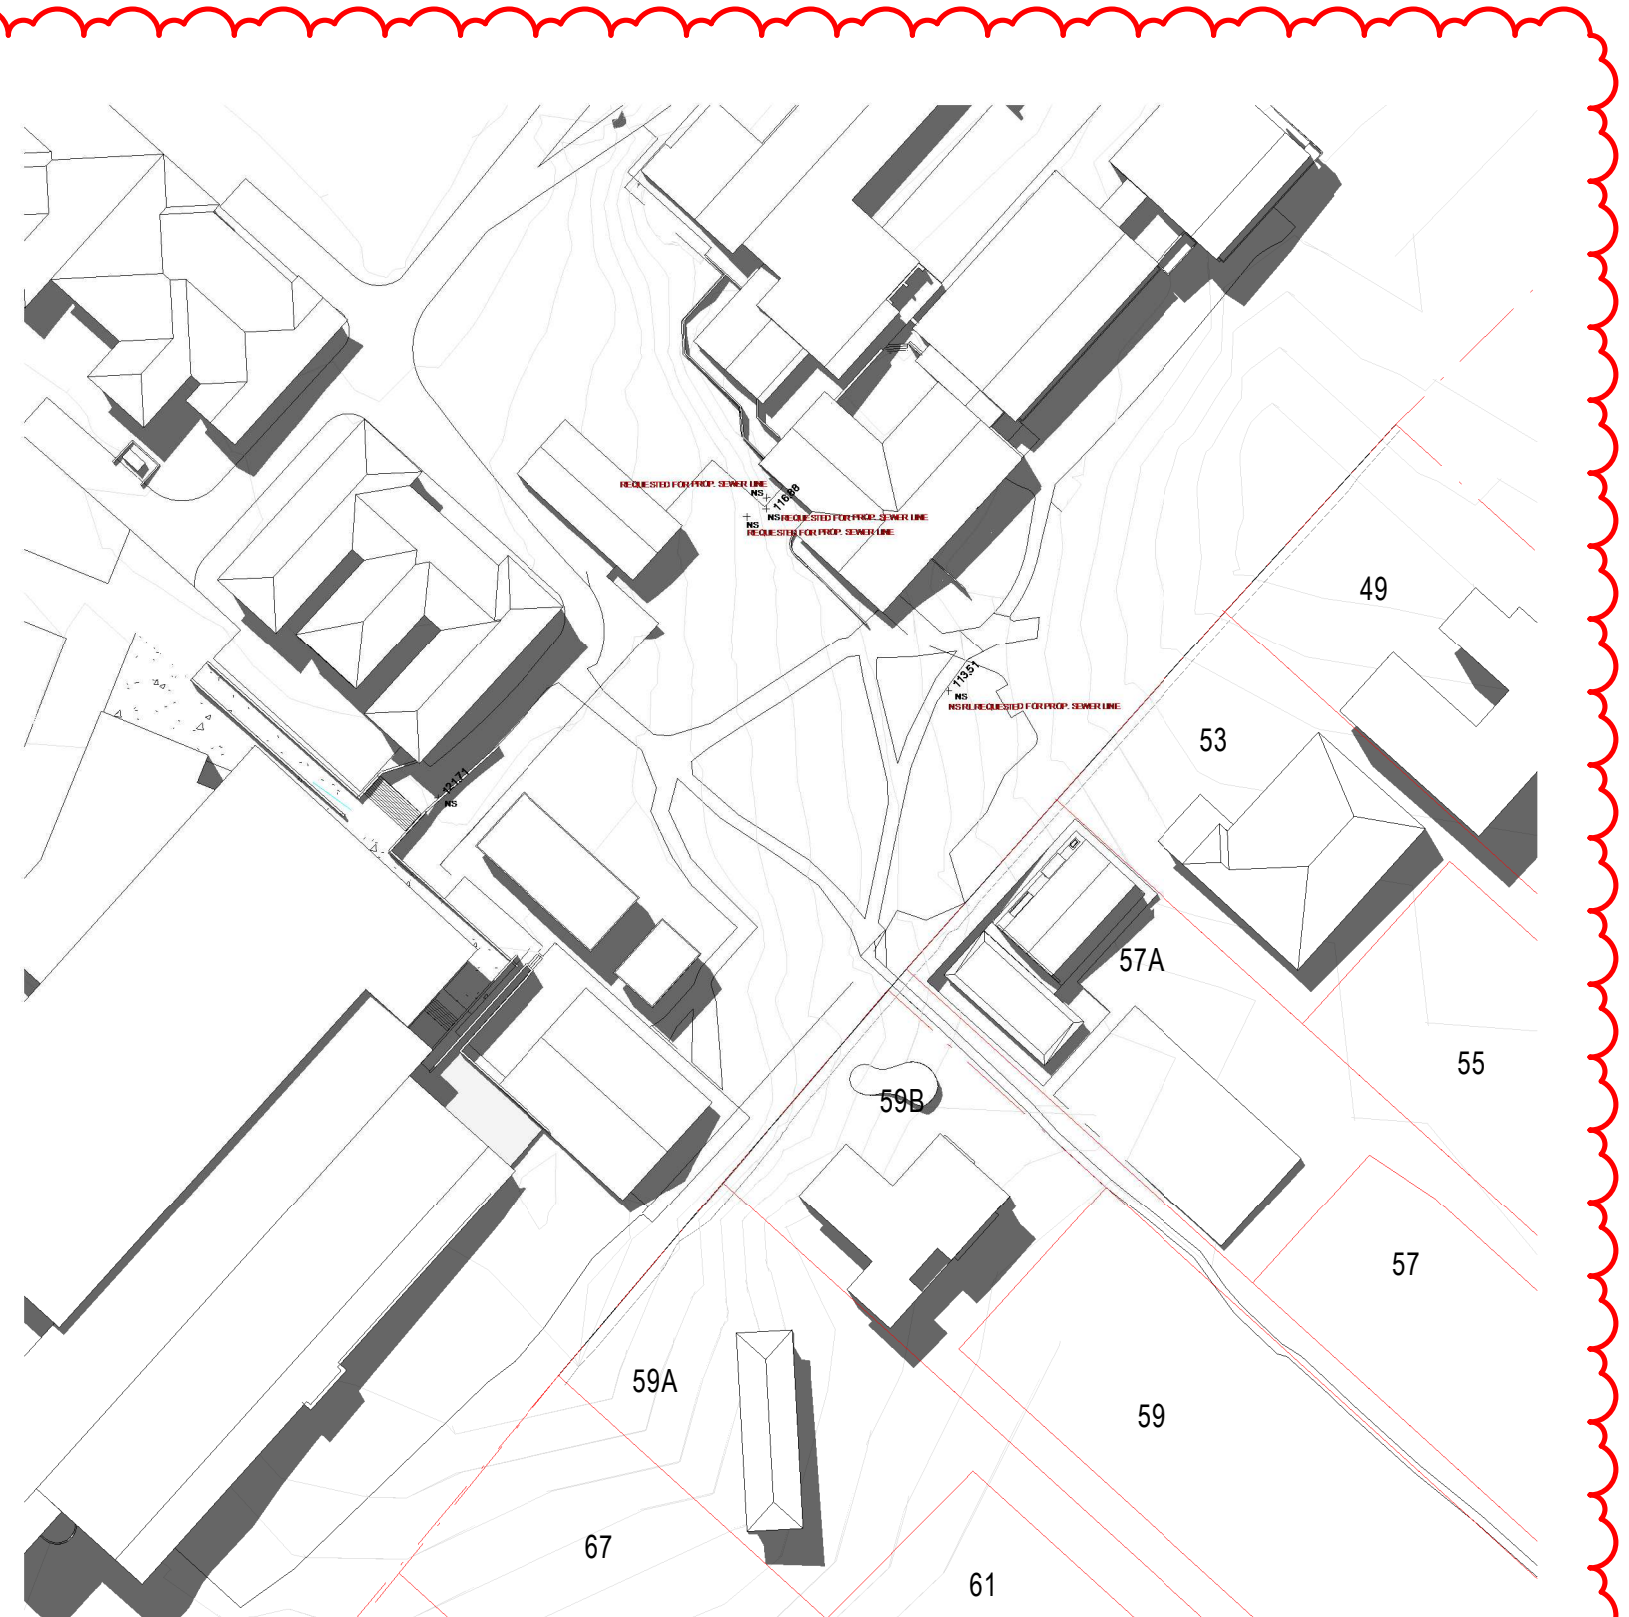 REQUESTED FOR PROP. SEWER LINE
NS
116.88
NS REQUESTED FOR PROP. SEWER LINE
NS
REQUESTED FOR PROP. SEWER LINE
49
113.51
NS
NS RL REQUESTED FOR PROP. SEWER LINE
53
121.71
NS
57A
55
59B
57
59A
59
67
61